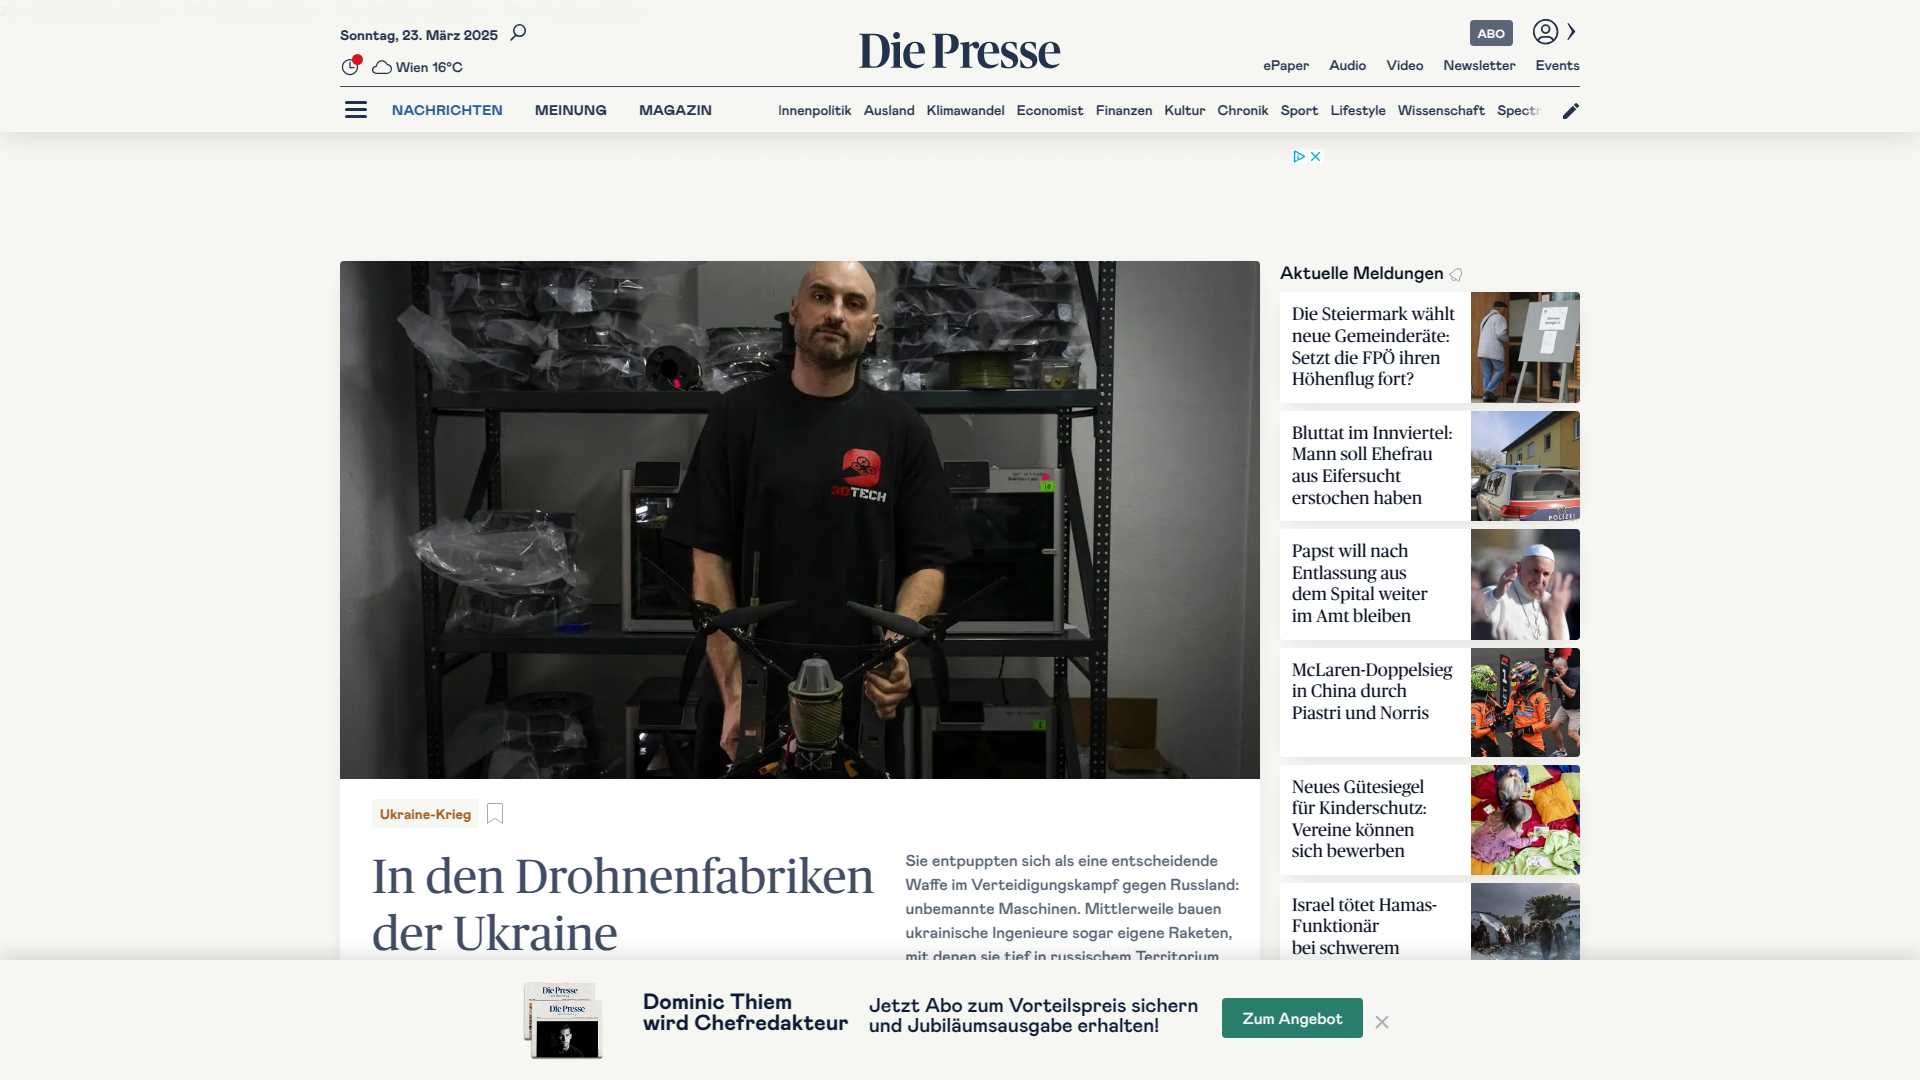 Sonntag, 23. März 2025
Wien 16°C
Die Presse
ABO
ePaper Audio Video Newsletter Events
NACHRICHTEN MEINUNG MAGAZIN
Innenpolitik Ausland Klimawandel Economist Finanzen Kultur Chronik Sport Lifestyle Wissenschaft Spectr
3DTECH
Ukraine-Krieg
In den Drohnenfabriken
der Ukraine
Sie entpuppten sich als eine entscheidende
Waffe im Verteidigungskampf gegen Russland:
unbemannte Maschinen. Mittlerweile bauen
ukrainische Ingenieure sogar eigene Raketen,
mit denen sie tief in russischem Territorium
Aktuelle Meldungen
Die Steiermark wählt
neue Gemeinderäte:
Setzt die FPÖ ihren
Höhenflug fort?
Bluttat im Innviertel:
Mann soll Ehefrau
aus Eifersucht
erstochen haben
POLIZEI
Papst will nach
Entlassung aus
dem Spital weiter
im Amt bleiben
McLaren-Doppelsieg
in China durch
Piastri und Norris
Neues Gütesiegel
für Kinderschutz:
Vereine können
sich bewerben
Israel tötet Hamas-
Funktionär
bei schwerem
Die Presse
Die Presse
Dominic Thiem
wird Chefredakteur
Jetzt Abo zum Vorteilspreis sichern
und Jubiläumsausgabe erhalten!
Zum Angebot